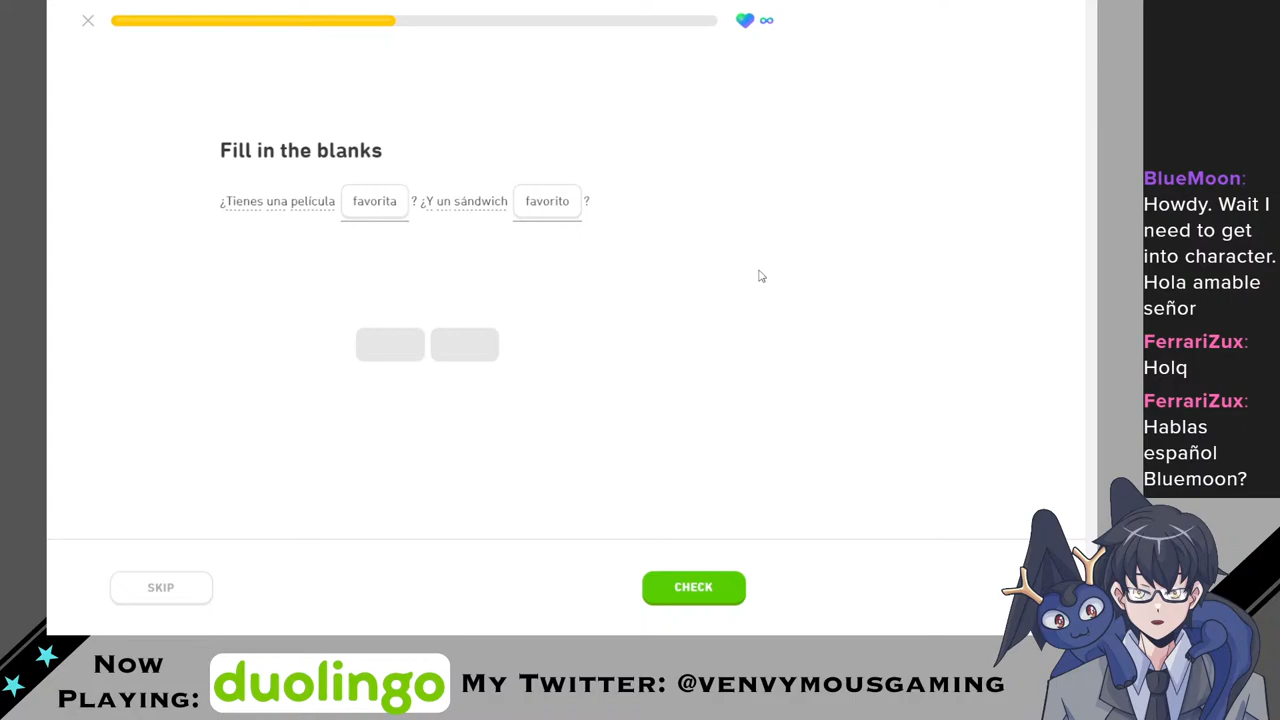 Fill in the blanks
¿Tienes una película favorita ? ¿Y un sándwich favorito ?
SKIP
CHECK
BlueMoon:
Howdy. Wait I
need to get
into character.
Hola amable
señor
FerrariZux:
Holq
FerrariZux:
Hablas
español
Bluemoon?
Now
Playing:
duolingo
My Twitter: @venvymousgaming